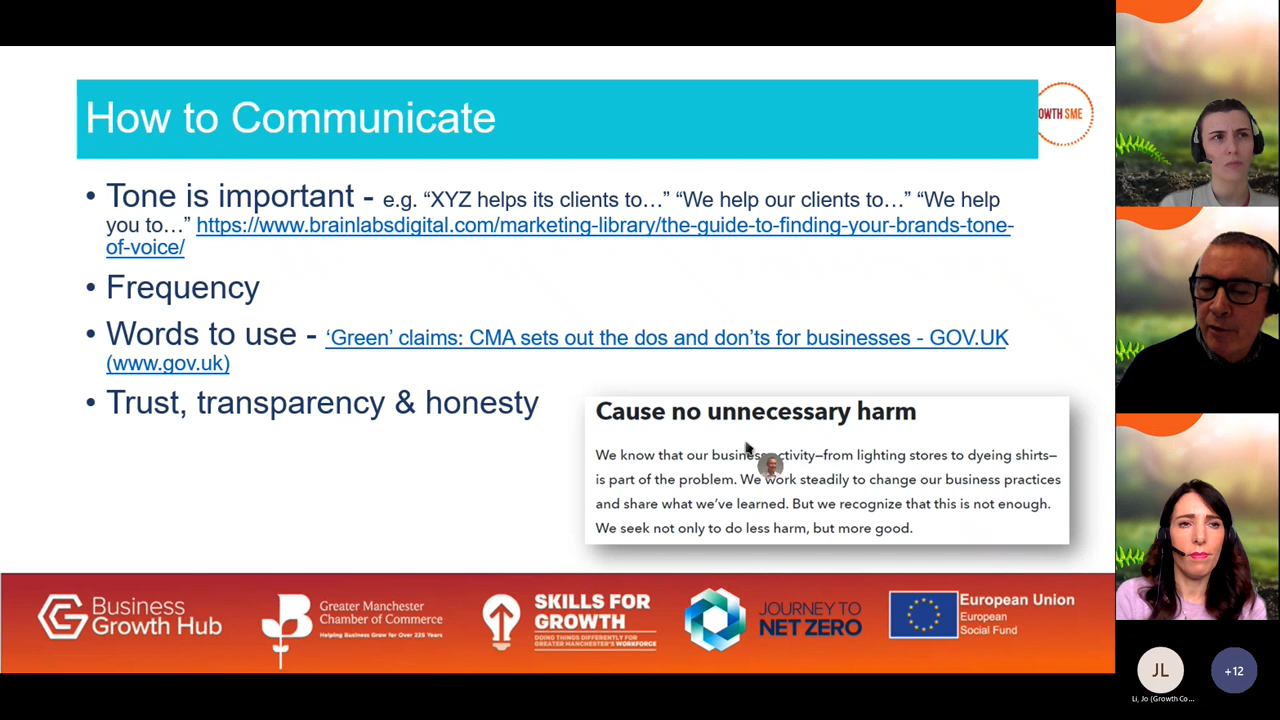 How to Communicate
OWTH SME
• Tone is important - e.g. “XYZ helps its clients to…” “We help our clients to…” “We help
you to…” https://www.brainlabsdigital.com/marketing-library/the-guide-to-finding-your-brands-tone-
of-voice/
• Frequency
• Words to use - ‘Green’ claims: CMA sets out the dos and don’ts for businesses - GOV.UK
(www.gov.uk)
• Trust, transparency & honesty
Cause no unnecessary harm
We know that our business ctivity—from lighting stores to dyeing shirts—
is part of the problem. We work steadily to change our business practices
and share what we’ve learned. But we recognize that this is not enough.
We seek not only to do less harm, but more good.
Business
Growth Hub
Greater Manchester
Chamber of Commerce
Helping Business Grow for Over 225 Years
SKILLS FOR
GROWTH
DOING THINGS DIFFERENTLY FOR
GREATER MANCHESTER'S WORKFORCE
JOURNEY TO
NET ZERO
European Union
European
Social Fund
JL
+12
Li, Jo (Growth Co...